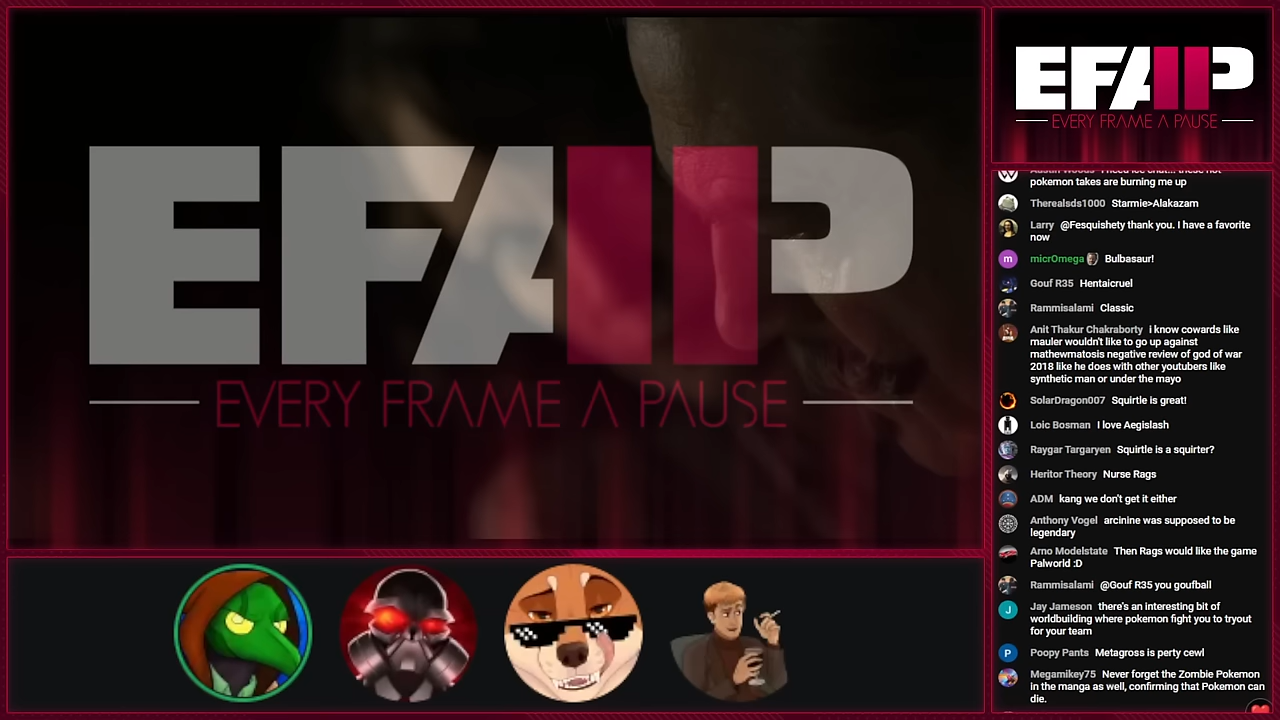 EFAP
EVERY FRAME A PAUSE
EFAP
EVERY FRAME A PAUSE
pokemon takes are burning me up
Therealsds1000 Starmie>Alakazam
Larry @Fesquishety thank you. I have a favorite
now
micrOmega Bulbasaur!
Gouf R35 Hentaicruel
Rammisalami Classic
Anit Thakur Chakraborty i know cowards like
mauler wouldn't like to go up against
mathewmatosis negative review of god of war
2018 like he does with other youtubers like
synthetic man or under the mayo
SolarDragon007 Squirtle is great!
Loic Bosman I love Aegislash
Raygar Targaryen Squirtle is a squirter?
Heritor Theory Nurse Rags
ADM kang we don't get it either
Anthony Vogel arcinine was supposed to be
legendary
Arno Modelstate Then Rags would like the game
Palworld :D
Rammisalami @Gouf R35 you goufball
J
Jay Jameson there's an interesting bit of
worldbuilding where pokemon fight you to tryout
for your team
P
Poopy Pants Metagross is perty cewl
Megamikey75 Never forget the Zombie Pokemon
in the manga as well, confirming that Pokemon can
die.